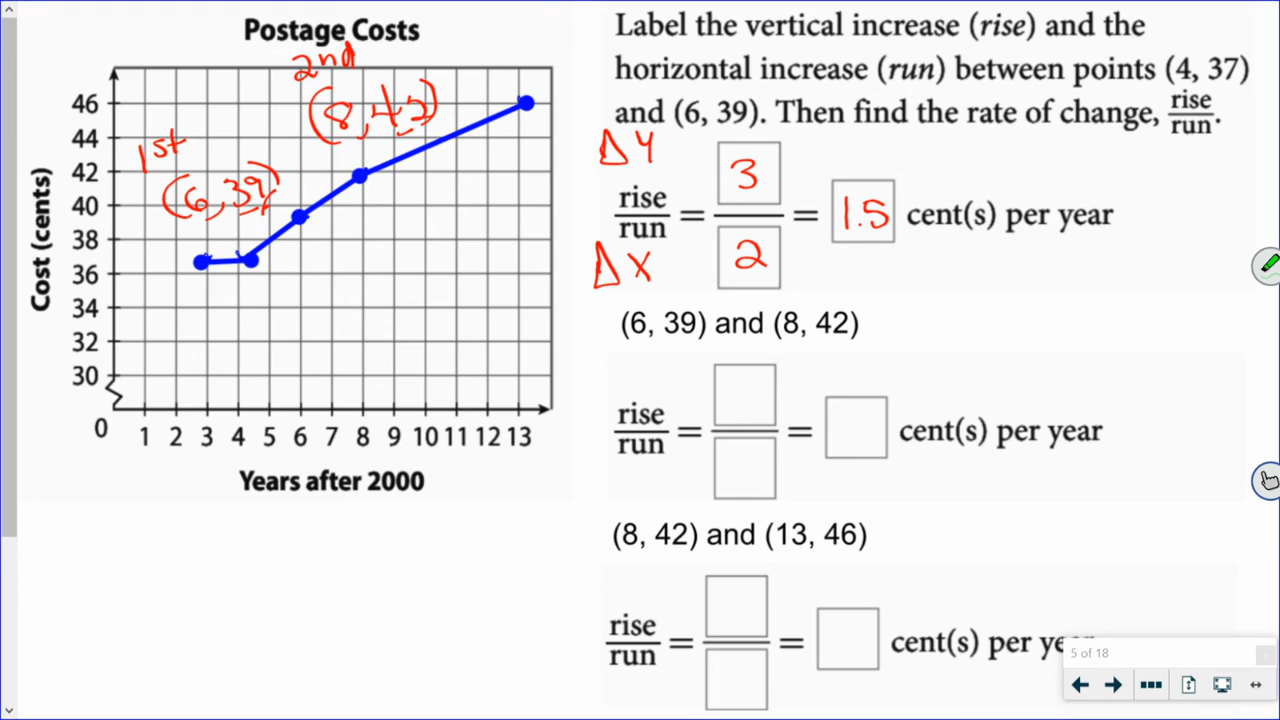 Postage Costs
2nd
(8, 42)
1st
(6, 39)
46
44
42
40
38
36
34
32
30
0
1 2 3 4 5 6 7 8 9 10 11 12 13
Cost (cents)
Years after 2000
Label the vertical increase (rise) and the
horizontal increase (run) between points (4, 37)
and (6, 39). Then find the rate of change, rise/run.
ΔY
rise/run = 3/2 = 1.5 cent(s) per year
ΔX
(6, 39) and (8, 42)
rise/run = = cent(s) per year
(8, 42) and (13, 46)
rise/run = = cent(s) per ye
5 of 18